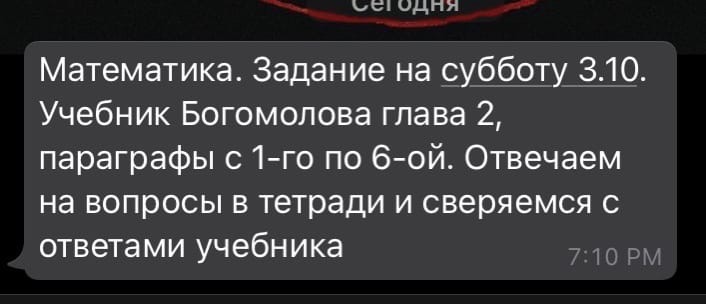 Сегодня
Математика. Задание на субботу 3.10.
Учебник Богомолова глава 2,
параграфы с 1-го по 6-ой. Отвечаем
на вопросы в тетради и сверяемся с
ответами учебника
7:10 PM